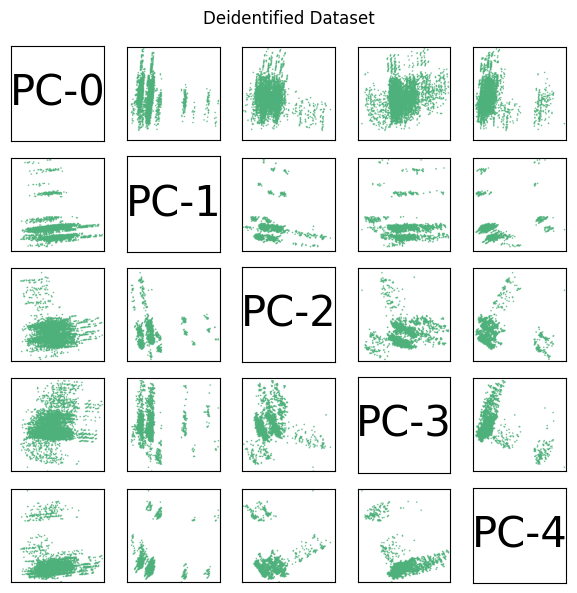 Deidentified Dataset
PC-0
PC-1
PC-2
PC-3
PC-4